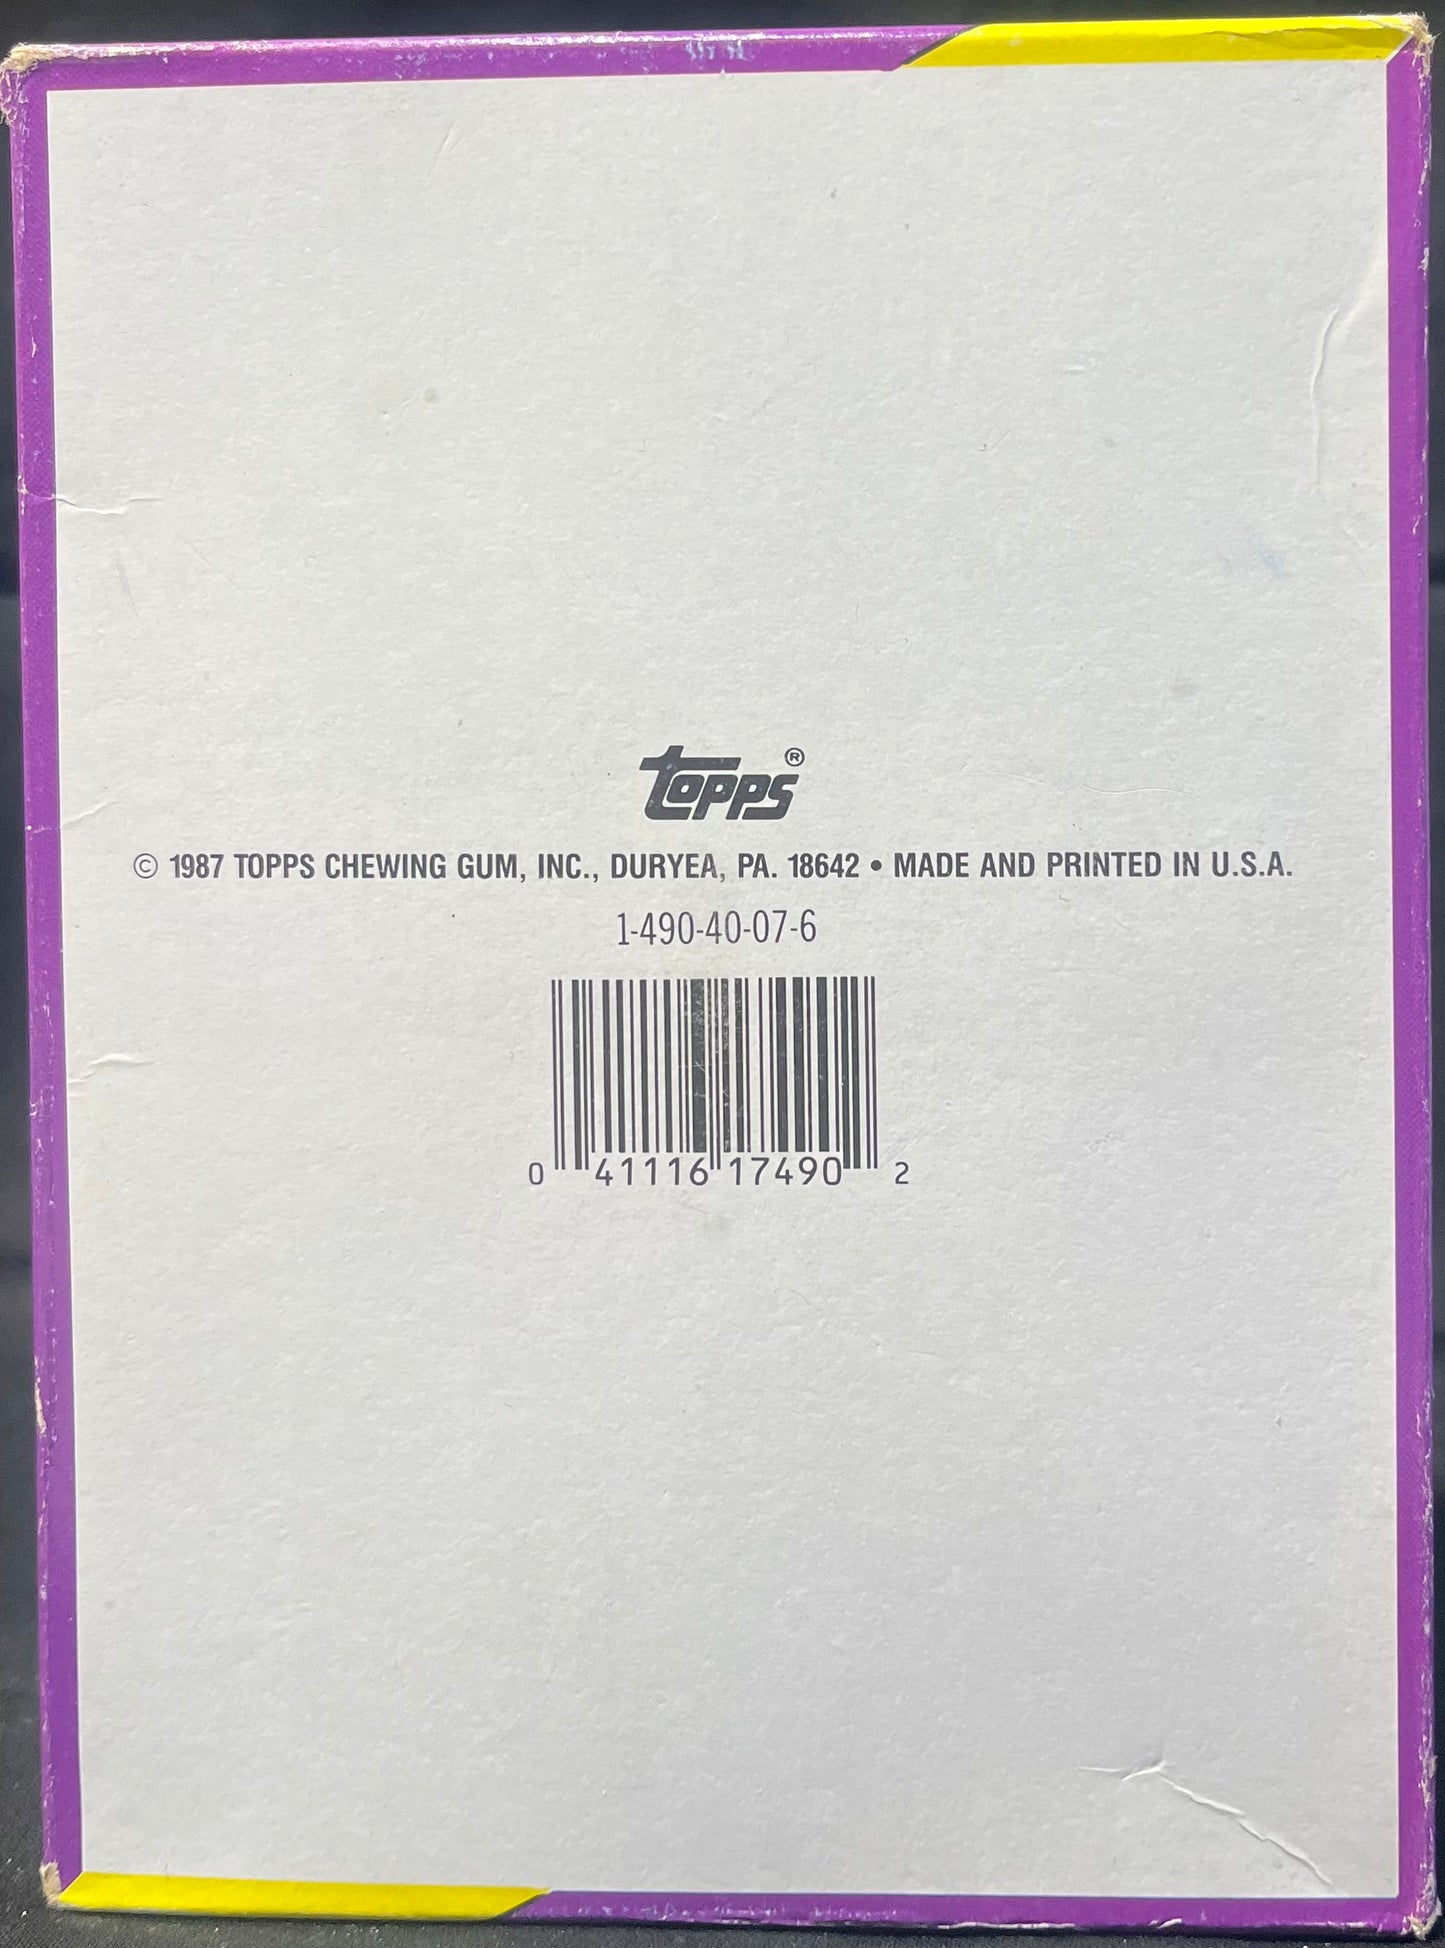 topps®
© 1987 TOPPS CHEWING GUM, INC., DURYEA, PA. 18642 • MADE AND PRINTED IN U.S.A.
1-490-40-07-6
0 41116 17490 2